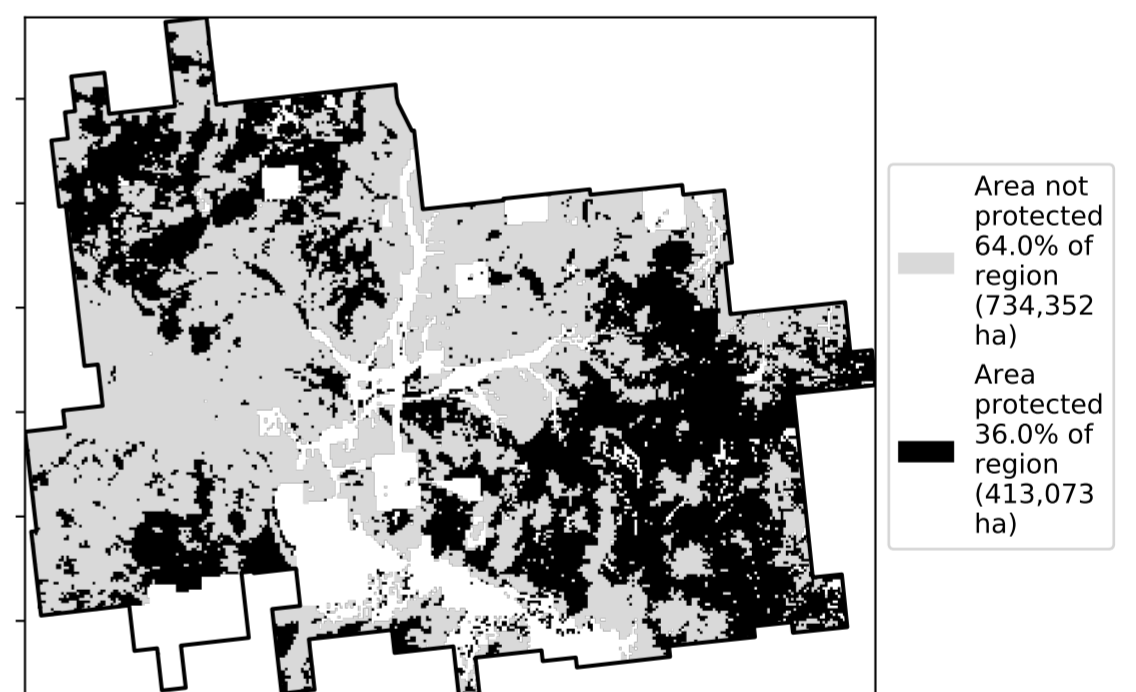 Area not
protected
64.0% of
region
(734,352
ha)
Area
protected
36.0% of
region
(413,073
ha)